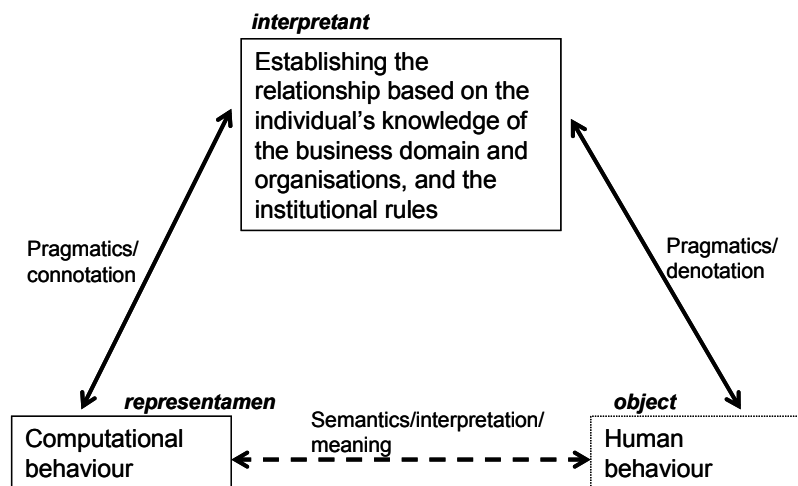 interpretant
Establishing the
relationship based on the
individual's knowledge of
the business domain and
organisations, and the
institutional rules
Pragmatics/
connotation
Pragmatics/
denotation
representamen
Computational
behaviour
Semantics/interpretation/
meaning
object
Human
behaviour